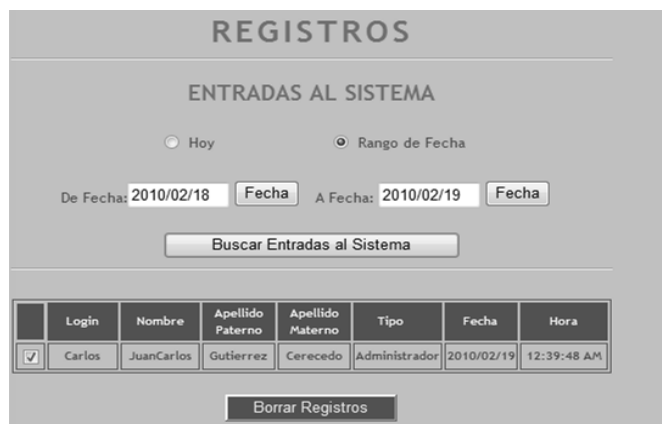 REGISTROS
ENTRADAS AL SISTEMA
Hoy Rango de Fecha
De Fecha: 2010/02/18 Fecha A Fecha: 2010/02/19 Fecha
Buscar Entradas al Sistema
Login Nombre Apellido Paterno Apellido Materno Tipo Fecha Hora
Carlos JuanCarlos Gutierrez Cerecedo Administrador 2010/02/19 12:39:48 AM
Borrar Registros